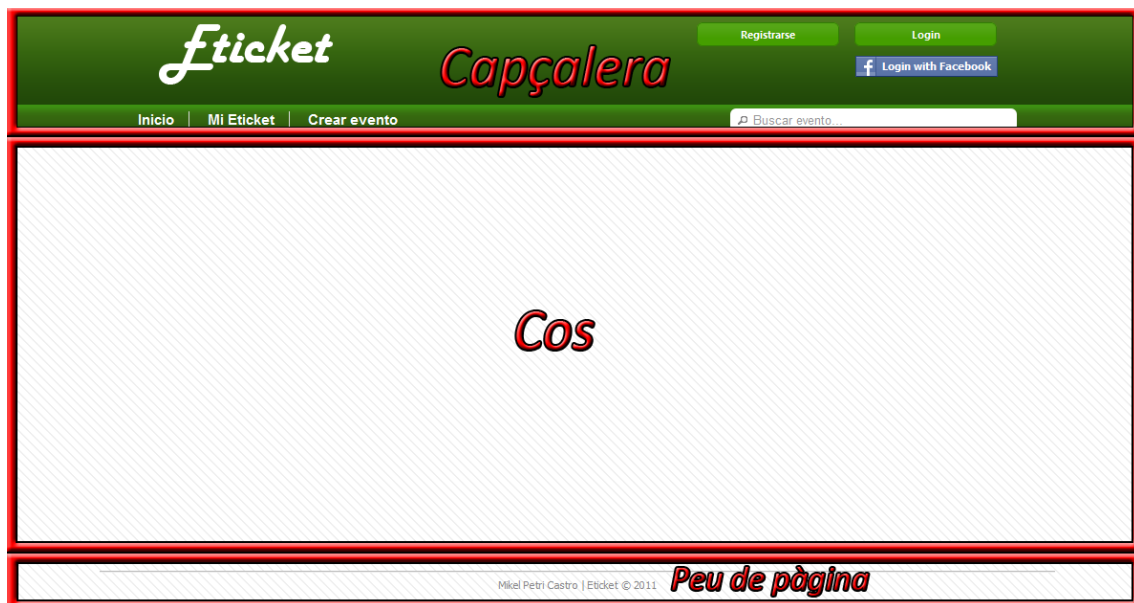 Eticket
Capçalera
Registrarse
Login
Login with Facebook
Inicio | Mi Eticket | Crear evento
Buscar evento...
Cos
Mikel Petri Castro | Eticket © 2011
Peu de pàgina